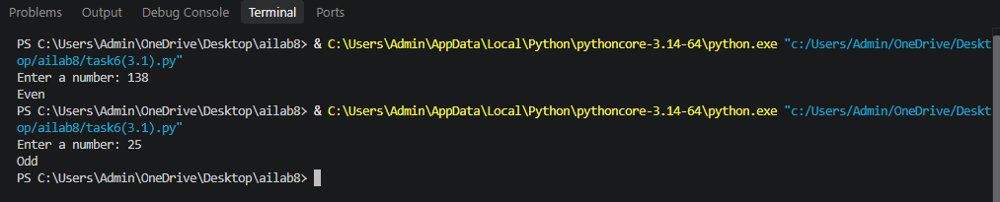 Problems Output Debug Console Terminal Ports
PS C:\Users\Admin\OneDrive\Desktop\ailab8> & C:\Users\Admin\AppData\Local\Python\pythoncore-3.14-64\python.exe "c:/Users/Admin/OneDrive/Deskt
op/ailab8/task6(3.1).py"
Enter a number: 138
Even
PS C:\Users\Admin\OneDrive\Desktop\ailab8> & C:\Users\Admin\AppData\Local\Python\pythoncore-3.14-64\python.exe "c:/Users/Admin/OneDrive/Deskt
op/ailab8/task6(3.1).py"
Enter a number: 25
Odd
PS C:\Users\Admin\OneDrive\Desktop\ailab8>